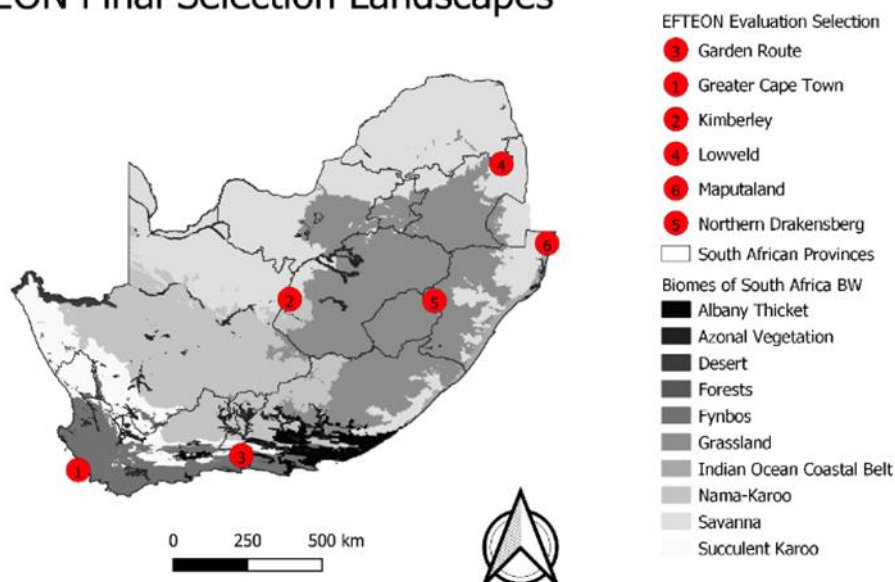 EON Final Selection Landscapes
EFTEON Evaluation Selection
3 Garden Route
1 Greater Cape Town
2 Kimberley
4 Lowveld
6 Maputaland
5 Northern Drakensberg
South African Provinces
Biomes of South Africa BW
Albany Thicket
Azonal Vegetation
Desert
Forests
Fynbos
Grassland
Indian Ocean Coastal Belt
Nama-Karoo
Savanna
Succulent Karoo
4
6
2
5
3
1
0 250 500 km